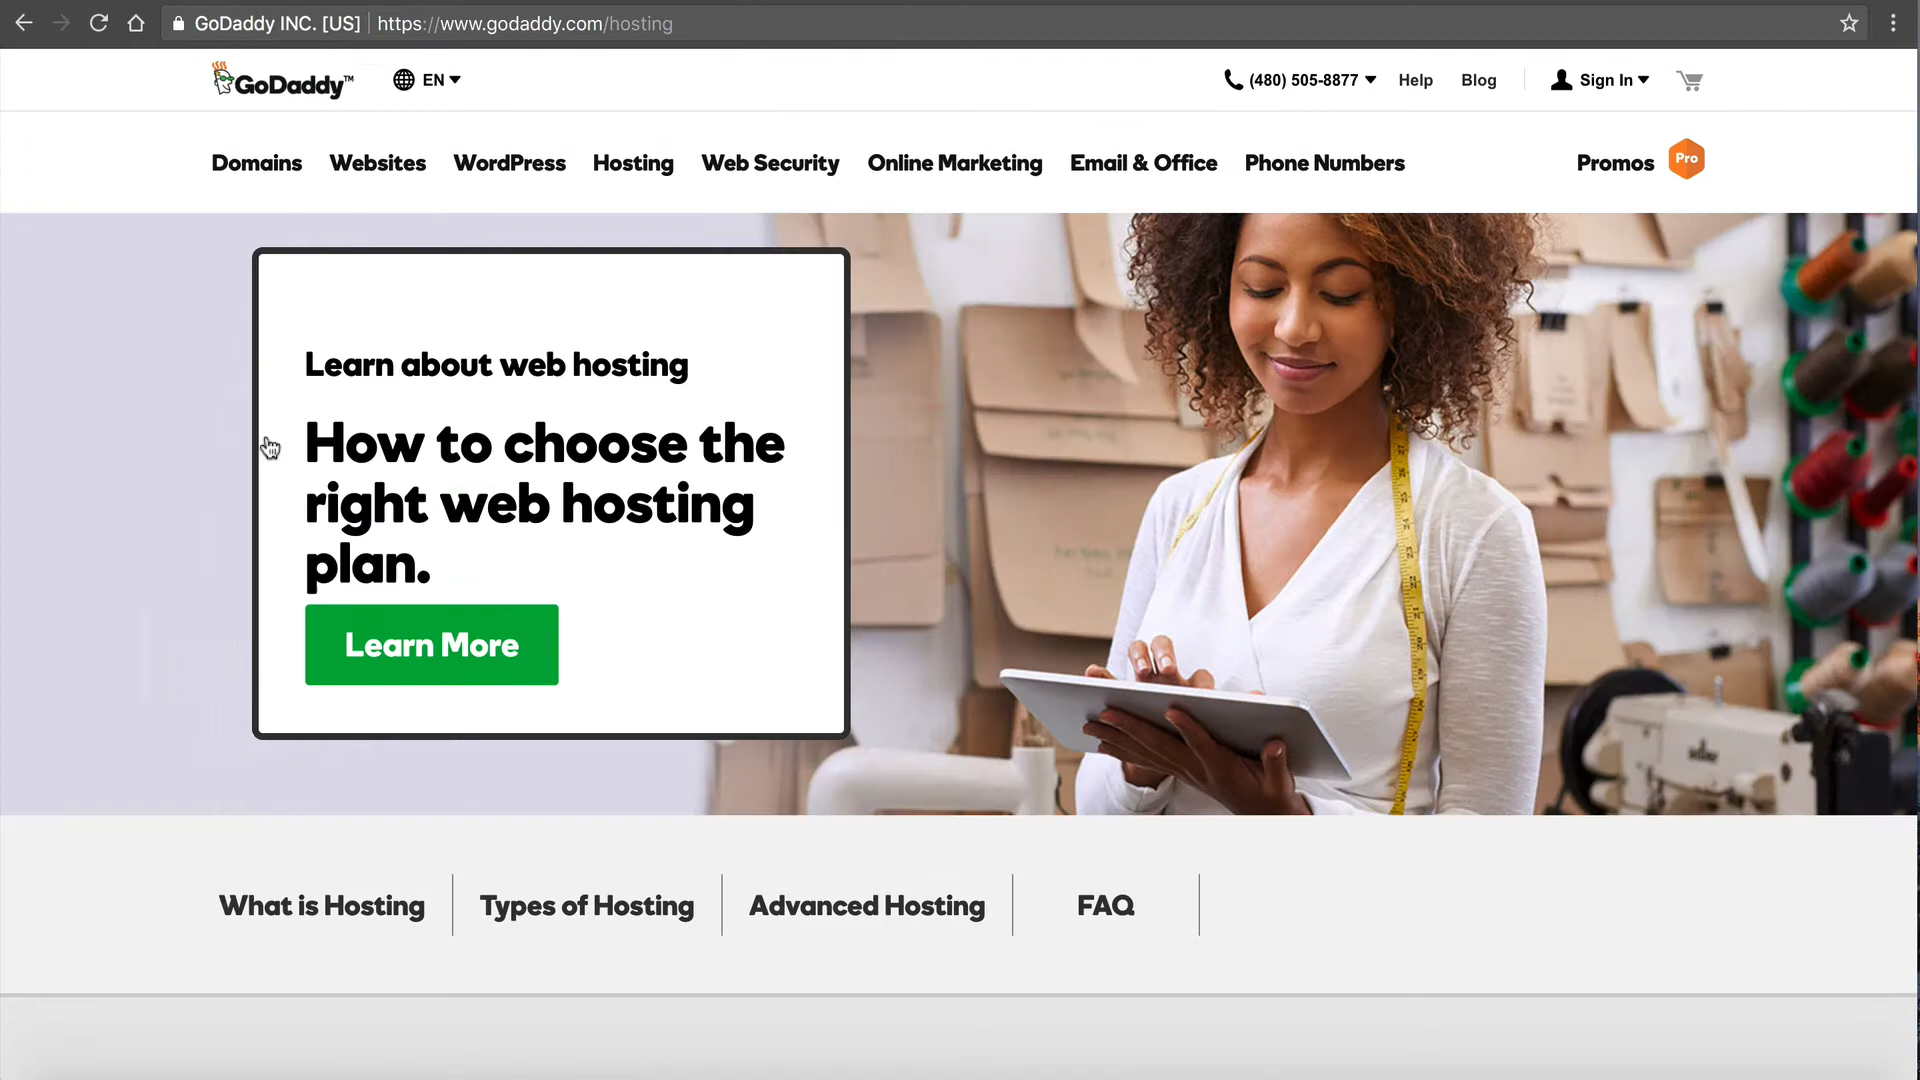 GoDaddy INC. [US] https://www.godaddy.com/hosting
GoDaddy™ EN (480) 505-8877 Help Blog Sign In
Domains Websites WordPress Hosting Web Security Online Marketing Email & Office Phone Numbers Promos Pro
Learn about web hosting
How to choose the
right web hosting
plan.
Learn More
What is Hosting Types of Hosting Advanced Hosting FAQ